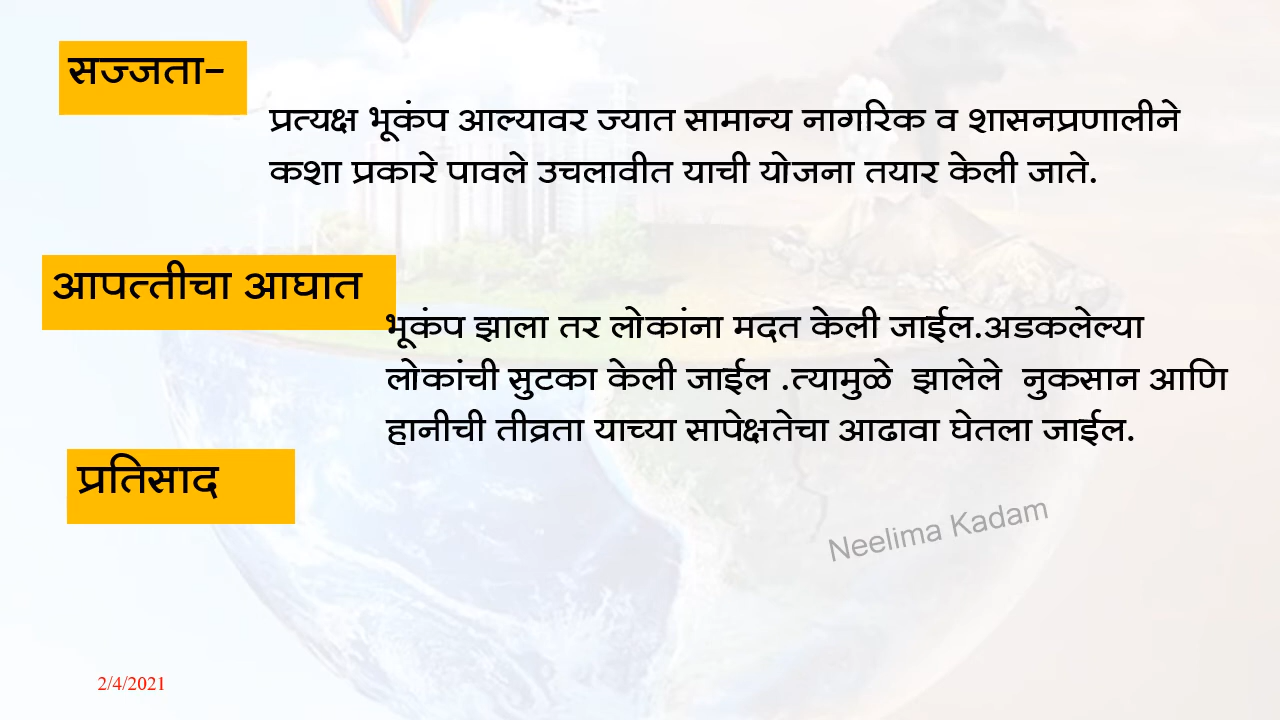 सज्जता–
प्रत्यक्ष भूकंप आल्यावर ज्यात सामान्य नागरिक व शासनप्रणालीने
कशा प्रकारे पावले उचलावीत याची योजना तयार केली जाते.
आपत्तीचा आघात
भूकंप झाला तर लोकांना मदत केली जाईल.अडकलेल्या
लोकांची सुटका केली जाईल .त्यामुळे झालेले नुकसान आणि
हानीची तीव्रता याच्या सापेक्षतेचा आढावा घेतला जाईल.
प्रतिसाद
Neelima Kadam
2/4/2021